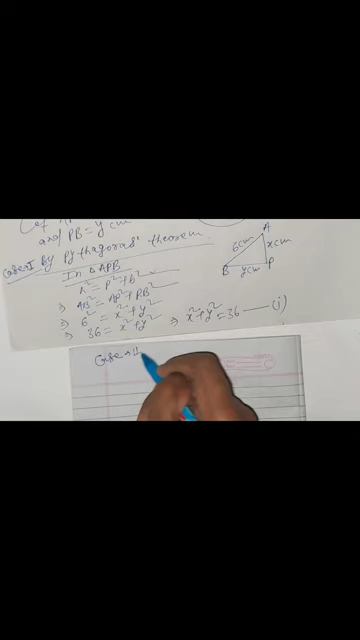 and PB = y cm
Case I By Pythagoras' theorem
In Δ APB
h² = P² + b²
⇒ AB² = AP² + PB²
⇒ 6² = x² + y²
⇒ 36 = x² + y² ⇒ x² + y² = 36 —— (i)
A
6cm
x cm
B
y cm
P
Case → II